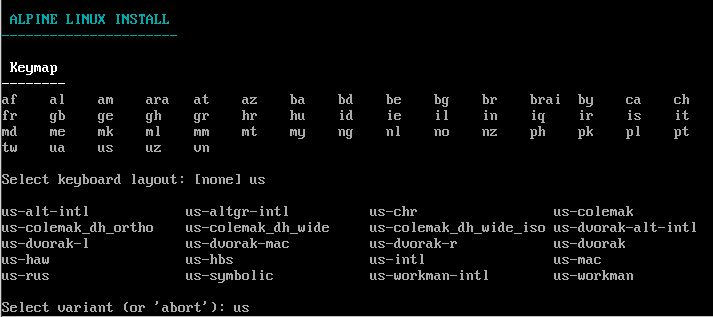 ALPINE LINUX INSTALL
----------------------
Keymap
--------
af al am ara at az ba bd be bg br brai by ca ch
fr gb ge gh gr hr hu id ie il in iq ir is it
md me mk ml mm mt my ng nl no nz ph pk pl pt
tw ua us uz vn
Select keyboard layout: [none] us
us-alt-intl us-altgr-intl us-chr us-colemak
us-colemak_dh_ortho us-colemak_dh_wide us-colemak_dh_wide_iso us-dvorak-alt-intl
us-dvorak-l us-dvorak-mac us-dvorak-r us-dvorak
us-haw us-hbs us-intl us-mac
us-rus us-symbolic us-workman-intl us-workman
Select variant (or 'abort'): us